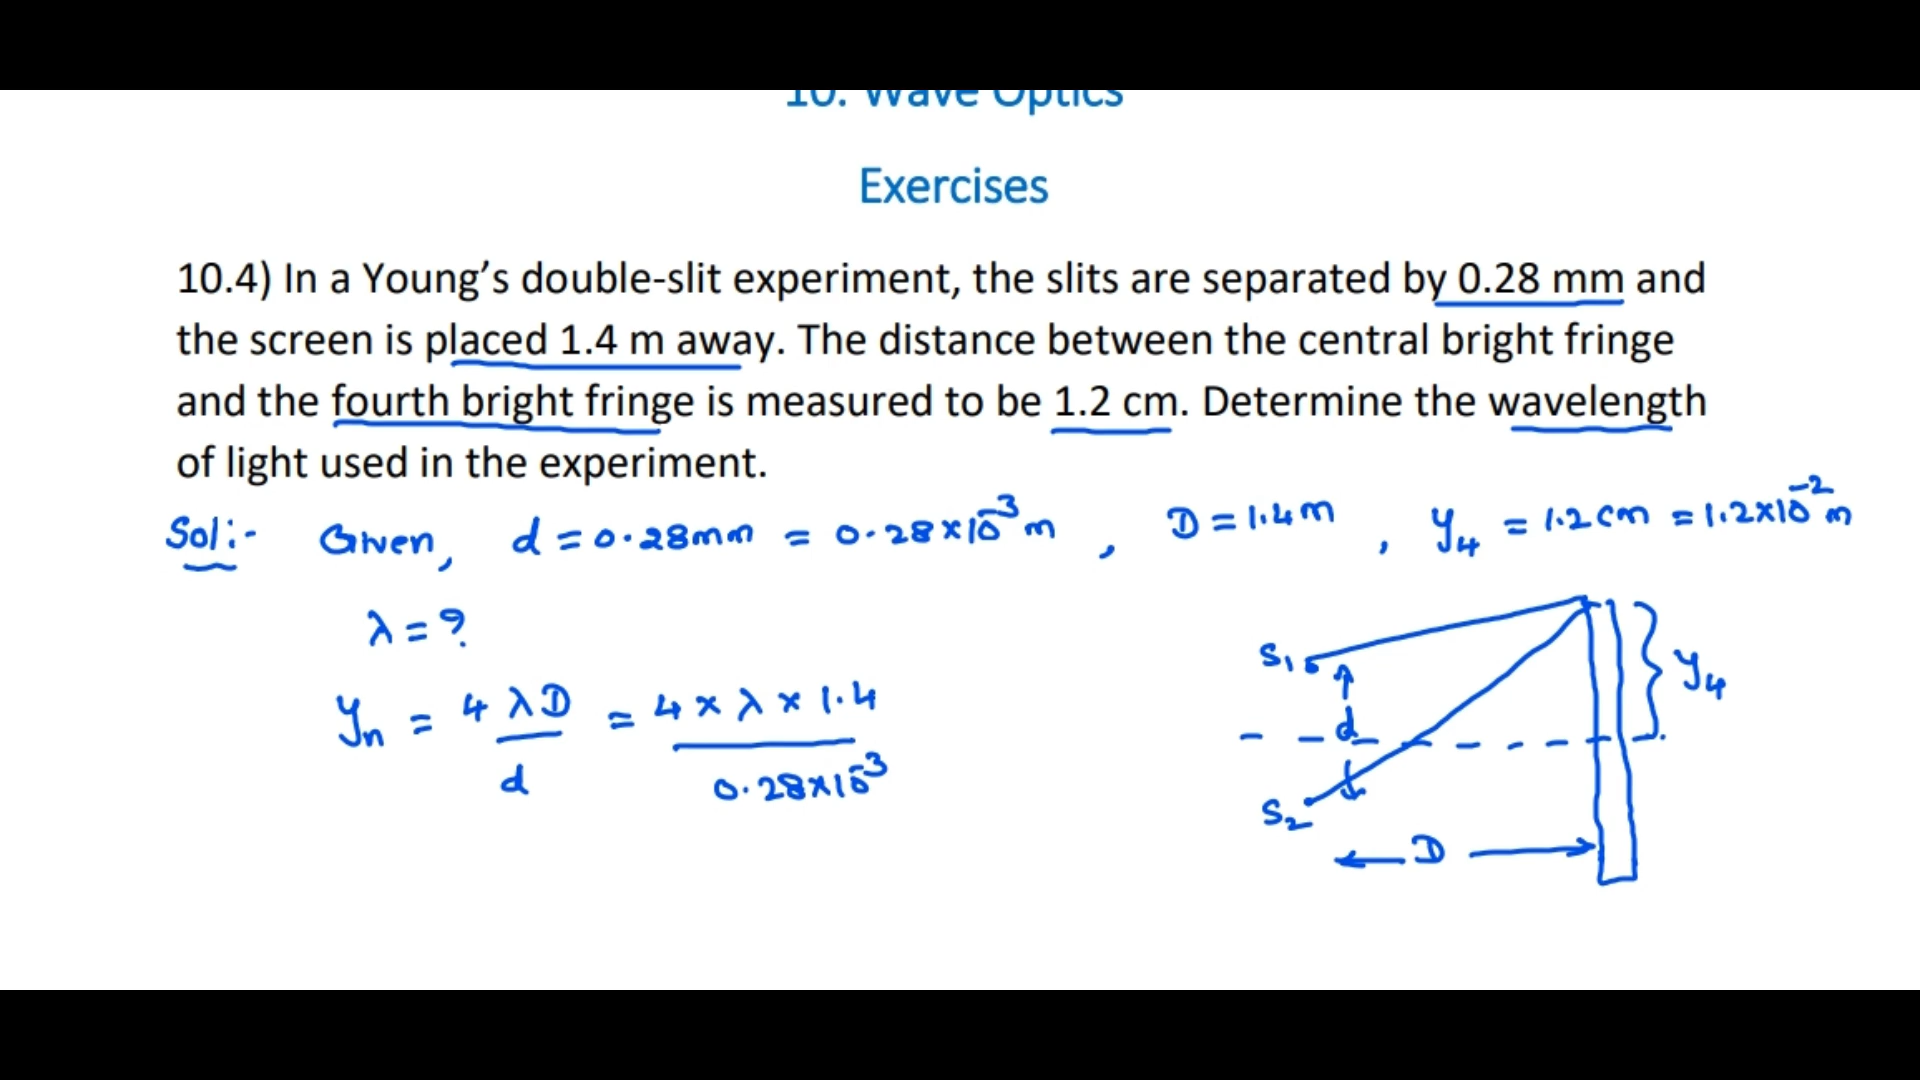 10. Wave Optics
Exercises
10.4) In a Young’s double-slit experiment, the slits are separated by 0.28 mm and
the screen is placed 1.4 m away. The distance between the central bright fringe
and the fourth bright fringe is measured to be 1.2 cm. Determine the wavelength
of light used in the experiment.
Sol:- Given, d = 0.28mm = 0.28×10⁻³ m , D = 1.4m , y₄ = 1.2cm = 1.2×10⁻² m
λ = ?
yₙ = 4 λD / d = 4 × λ × 1.4 / 0.28×10⁻³
S₁
d
y₄
S₂
D